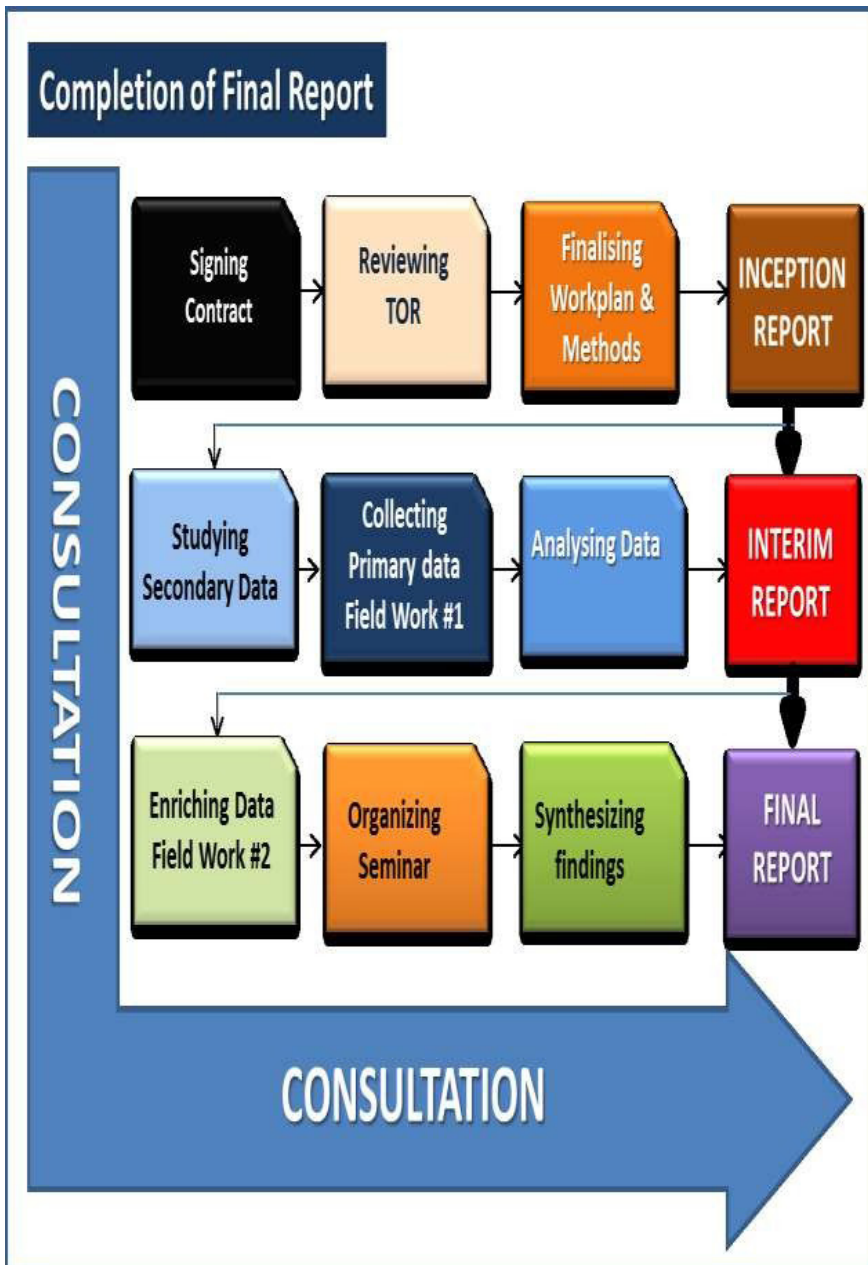 Completion of Final Report
CONSULTATION
Signing
Contract
Reviewing
TOR
Finalising
Workplan &
Methods
INCEPTION
REPORT
Studying
Secondary Data
Collecting
Primary data
Field Work #1
Analysing Data
INTERIM
REPORT
Enriching Data
Field Work #2
Organizing
Seminar
Synthesizing
findings
FINAL
REPORT
CONSULTATION